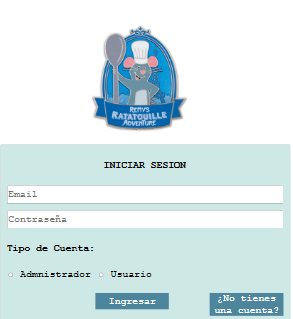 REMY'S
RATATOUILLE
ADVENTURE
INICIAR SESION
Email
Contraseña
Tipo de Cuenta:
Admnistrador Usuario
Ingresar
¿No tienes
una cuenta?